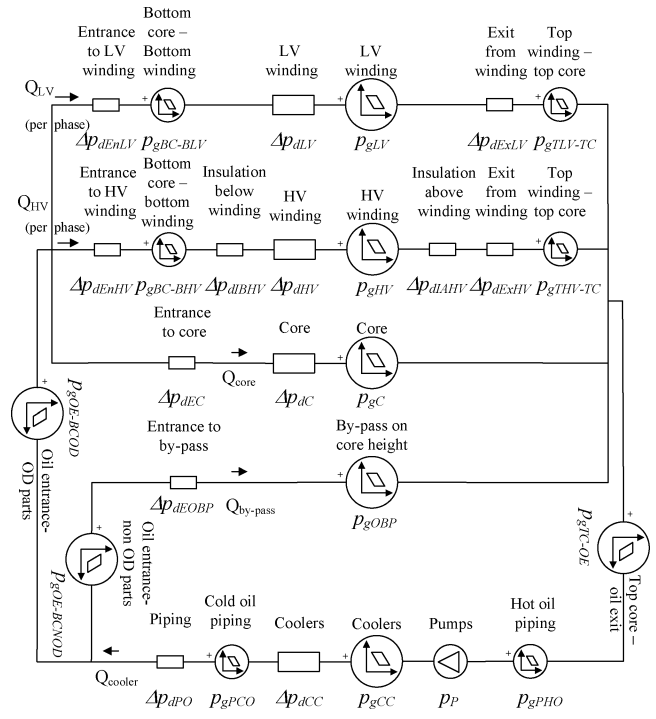 Entrance to LV winding
Bottom core – Bottom winding
LV winding
LV winding
Exit from winding
Top winding – top core
Q_LV
(per phase)
+
+
+
Δp_dEnLV
p_gBC-BLV
Δp_dLV
p_gLV
Δp_dExLV
p_gTLV-TC
Entrance to HV winding
Bottom core – bottom winding
Insulation below winding
HV winding
HV winding
Insulation above winding
Exit from winding
Top winding – top core
Q_HV
(per phase)
+
+
+
Δp_dEnHV
p_gBC-BHV
Δp_dIBHV
Δp_dHV
p_gHV
Δp_dIAHV
Δp_dExHV
p_gTHV-TC
Entrance to core
Core
Core
+
Q_core
Δp_dEC
Δp_dC
p_gC
+
p_gOE-BCOD
Oil entrance-
OD parts
Entrance to by-pass
By-pass on core height
+
Δp_dEOBP
Q_by-pass
p_gOBP
+
Oil entrance-
non OD parts
p_gOE-BCNOD
+
p_gTC-OE
Top core –
oil exit
Piping
Cold oil piping
Coolers
Coolers
Pumps
Hot oil piping
+
+
+
Q_cooler
Δp_dPO
p_gPCO
Δp_dCC
p_gCC
p_P
p_gPHO